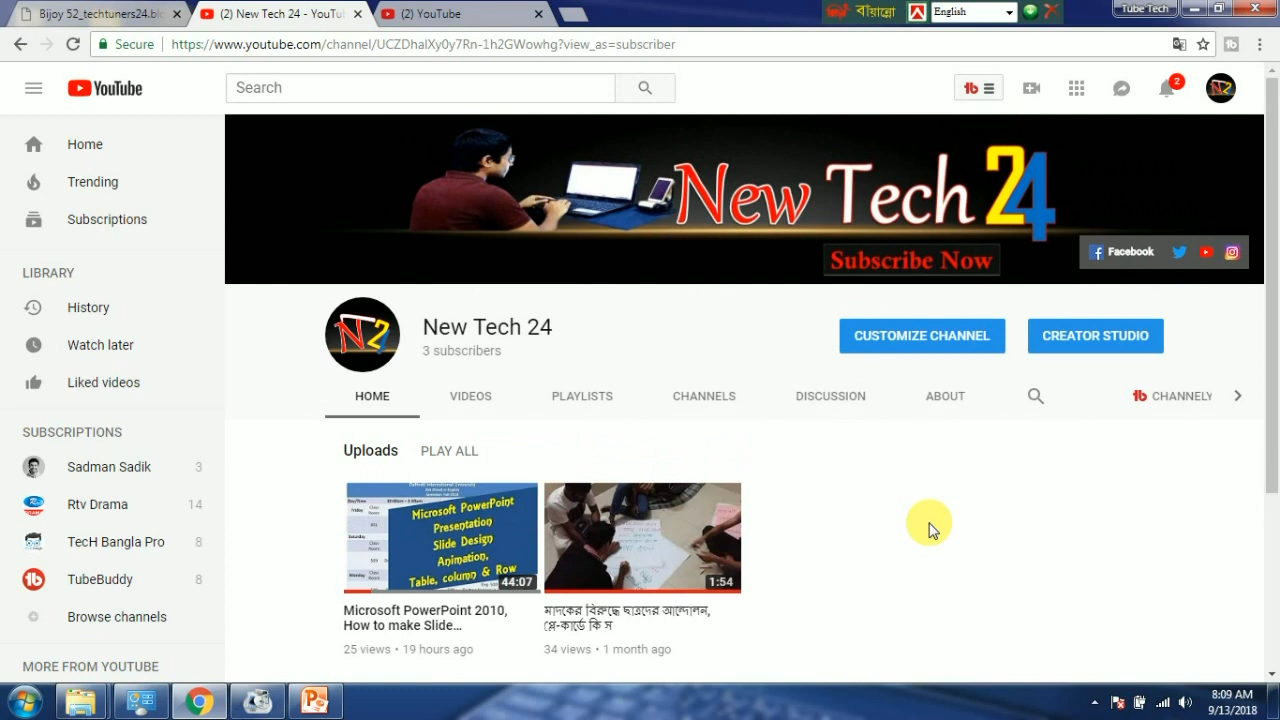 Bijoy 52_techtunes24.blo
(2) New Tech 24 - YouTu
(2) YouTube
বাঁয়ান্নো
English
Tube Tech
Secure
https://www.youtube.com/channel/UCZDhalXy0y7Rn-1h2GWowhg?view_as=subscriber
YouTube
Search
2
Home
Trending
Subscriptions
LIBRARY
History
Watch later
Liked videos
SUBSCRIPTIONS
Sadman Sadik 3
Rtv Drama 14
TecH Bangla Pro 8
TubeBuddy 8
Browse channels
MORE FROM YOUTUBE
New Tech 24
Subscribe Now
Facebook
New Tech 24
3 subscribers
CUSTOMIZE CHANNEL
CREATOR STUDIO
HOME VIDEOS PLAYLISTS CHANNELS DISCUSSION ABOUT CHANNELY
Uploads PLAY ALL
Microsoft PowerPoint
Presentation
Slide Design
Animation,
Table, column & Row
44:07
1:54
Microsoft PowerPoint 2010,
How to make Slide...
25 views • 19 hours ago
মাদকের বিরুদ্ধে ছাত্রদের আন্দোলন,
প্লে-কার্ডে কি স
34 views • 1 month ago
8:09 AM
9/13/2018